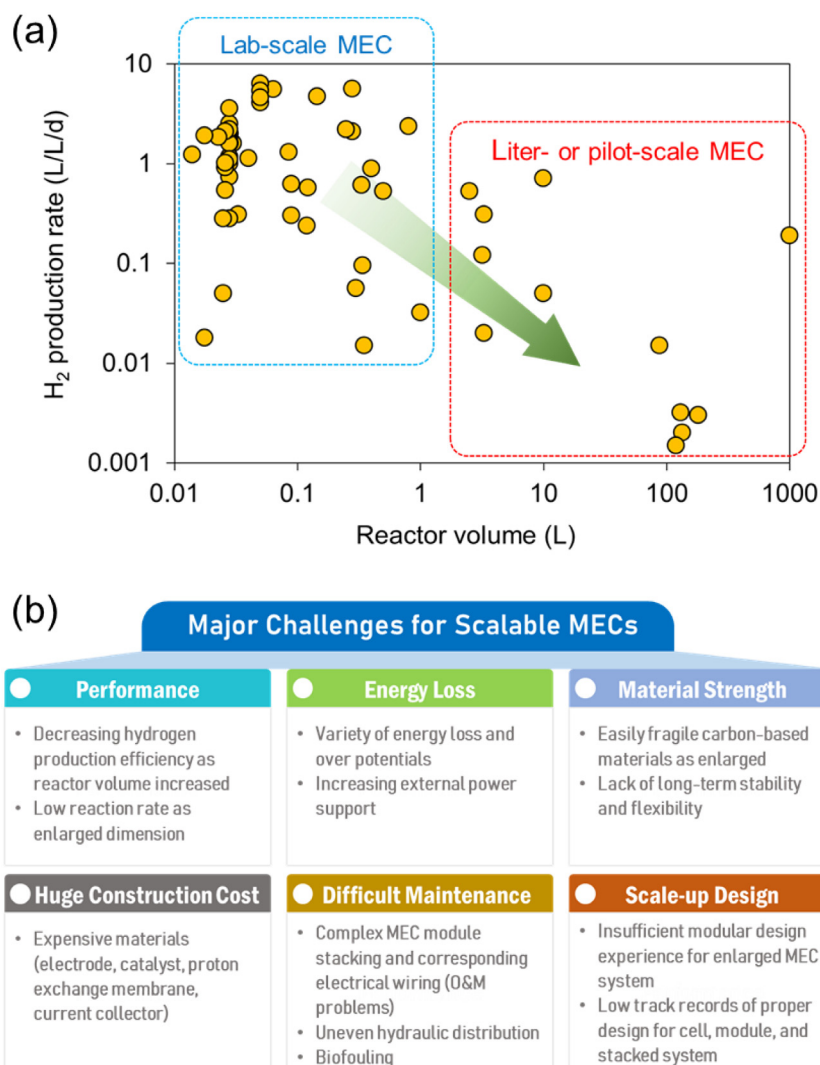 (a)
Lab-scale MEC
Liter- or pilot-scale MEC
H2 production rate (L/L/d)
10
1
0.1
0.01
0.001
0.01
0.1
1
10
100
1000
Reactor volume (L)
(b)
Major Challenges for Scalable MECs
Performance
• Decreasing hydrogen
production efficiency as
reactor volume increased
• Low reaction rate as
enlarged dimension
Energy Loss
• Variety of energy loss and
over potentials
• Increasing external power
support
Material Strength
• Easily fragile carbon-based
materials as enlarged
• Lack of long-term stability
and flexibility
Huge Construction Cost
• Expensive materials
(electrode, catalyst, proton
exchange membrane,
current collector)
Difficult Maintenance
• Complex MEC module
stacking and corresponding
electrical wiring (O&M
problems)
• Uneven hydraulic distribution
• Biofouling
Scale-up Design
• Insufficient modular design
experience for enlarged MEC
system
• Low track records of proper
design for cell, module, and
stacked system